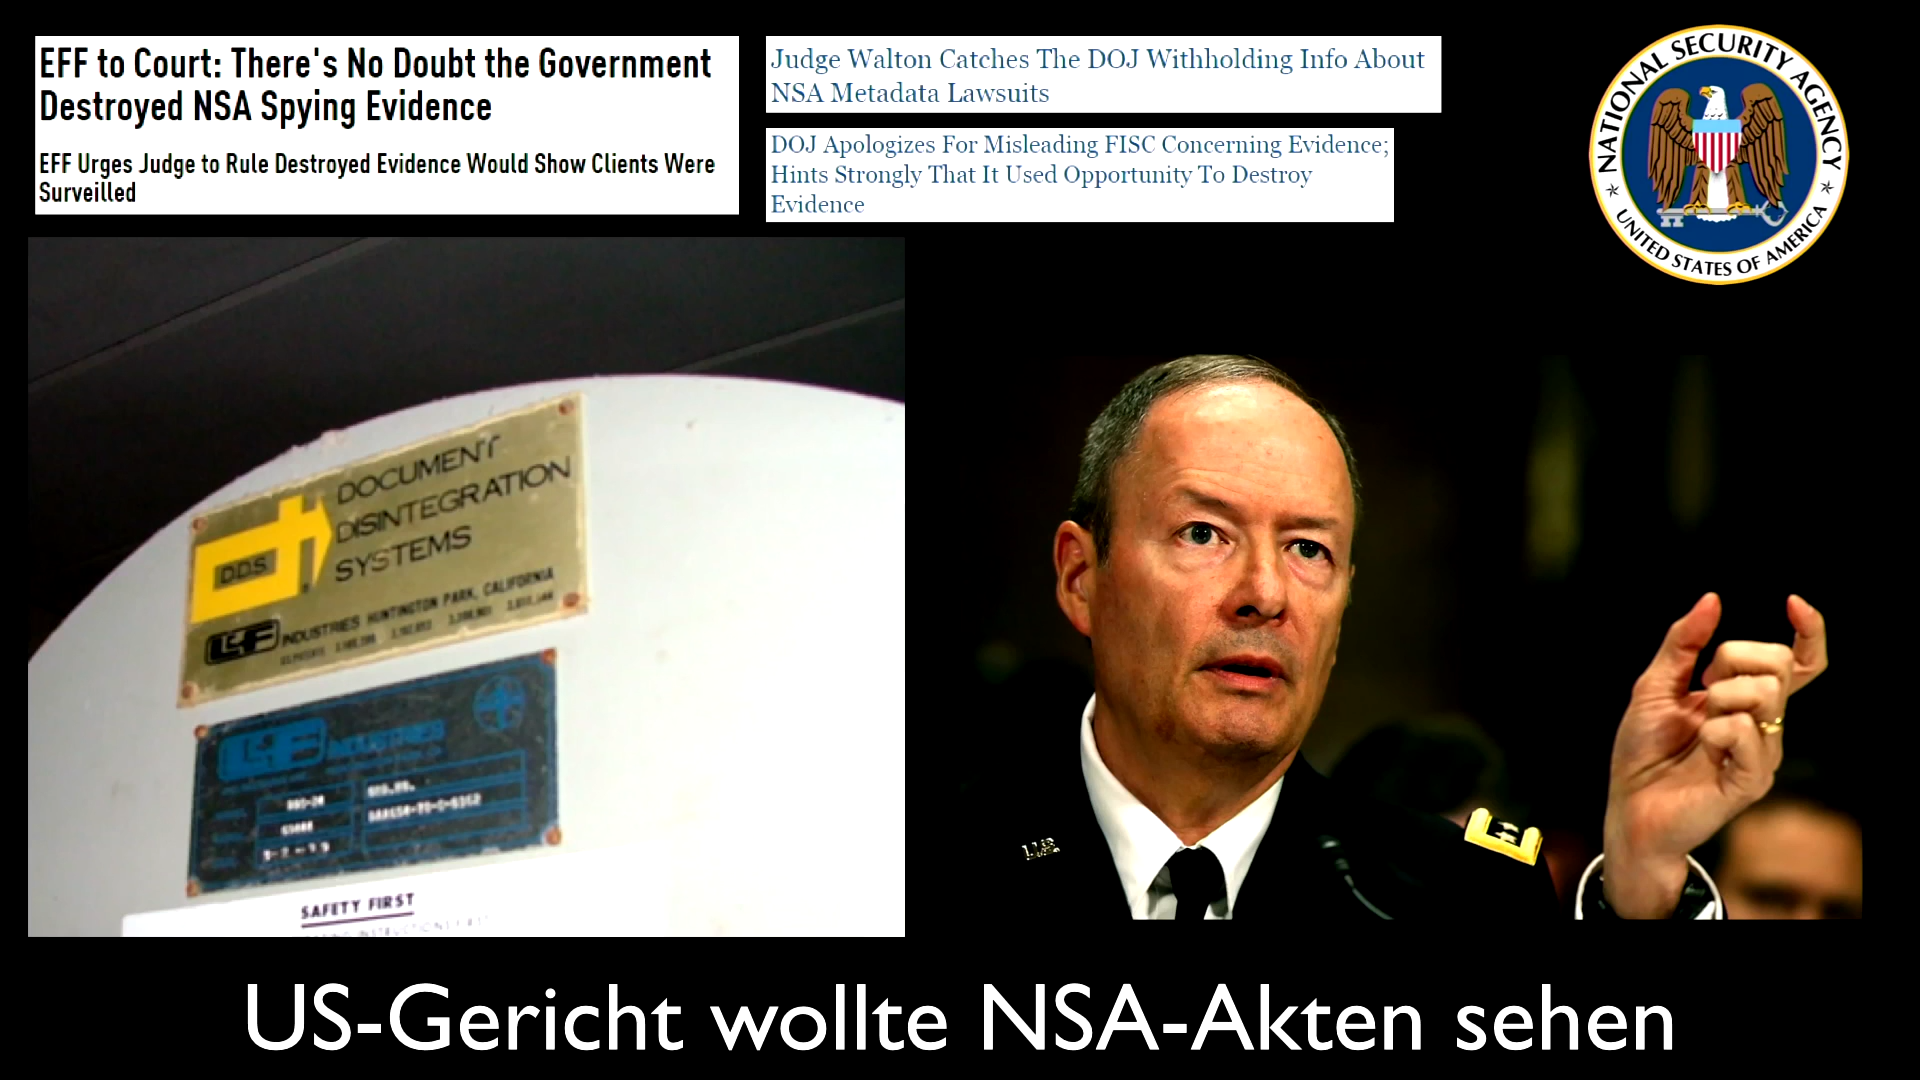 EFF to Court: There's No Doubt the Government
Destroyed NSA Spying Evidence
EFF Urges Judge to Rule Destroyed Evidence Would Show Clients Were
Surveilled
Judge Walton Catches The DOJ Withholding Info About
NSA Metadata Lawsuits
DOJ Apologizes For Misleading FISC Concerning Evidence;
Hints Strongly That It Used Opportunity To Destroy
Evidence
NATIONAL SECURITY AGENCY
UNITED STATES OF AMERICA
D.D.S.
DOCUMENT
DISINTEGRATION
SYSTEMS
INDUSTRIES HUNTINGTON PARK, CALIFORNIA
INDUSTRIES
SAFETY FIRST
U.S.
US-Gericht wollte NSA-Akten sehen